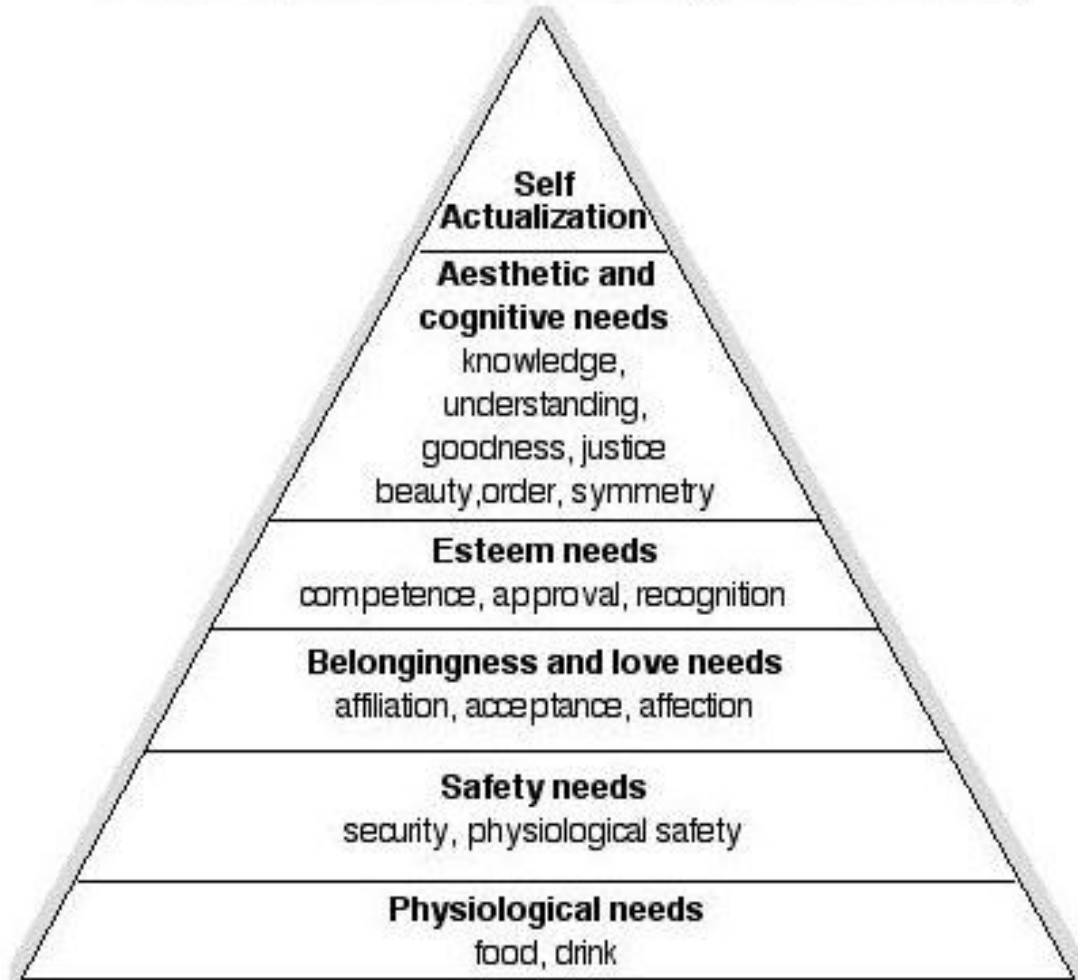 Self
Actualization
Aesthetic and
cognitive needs
knowledge,
understanding,
goodness, justice
beauty,order, symmetry
Esteem needs
competence, approval, recognition
Belongingness and love needs
affiliation, acceptance, affection
Safety needs
security, physiological safety
Physiological needs
food, drink